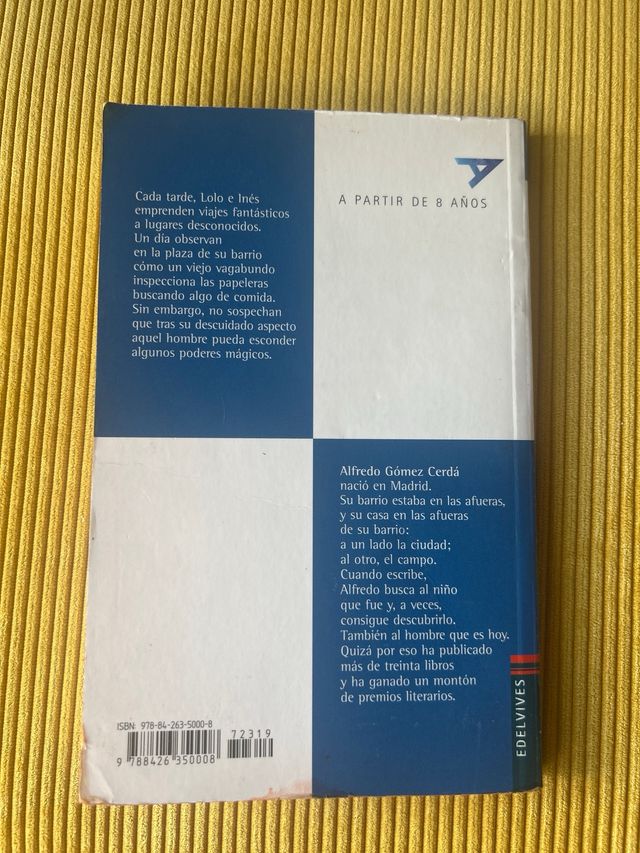 Cada tarde, Lolo e Inés
emprenden viajes fantásticos
a lugares desconocidos.
Un día observan
en la plaza de su barrio
cómo un viejo vagabundo
inspecciona las papeleras
buscando algo de comida.
Sin embargo, no sospechan
que tras su descuidado aspecto
aquel hombre pueda esconder
algunos poderes mágicos.
A PARTIR DE 8 AÑOS
Alfredo Gómez Cerdá
nació en Madrid.
Su barrio estaba en las afueras,
y su casa en las afueras
de su barrio:
a un lado la ciudad;
al otro, el campo.
Cuando escribe,
Alfredo busca al niño
que fue y, a veces,
consigue descubrirlo.
También al hombre que es hoy.
Quizá por eso ha publicado
más de treinta libros
y ha ganado un montón
de premios literarios.
ISBN: 978-84-263-5000-8
72319
9 788426 350008
EDELVIVES